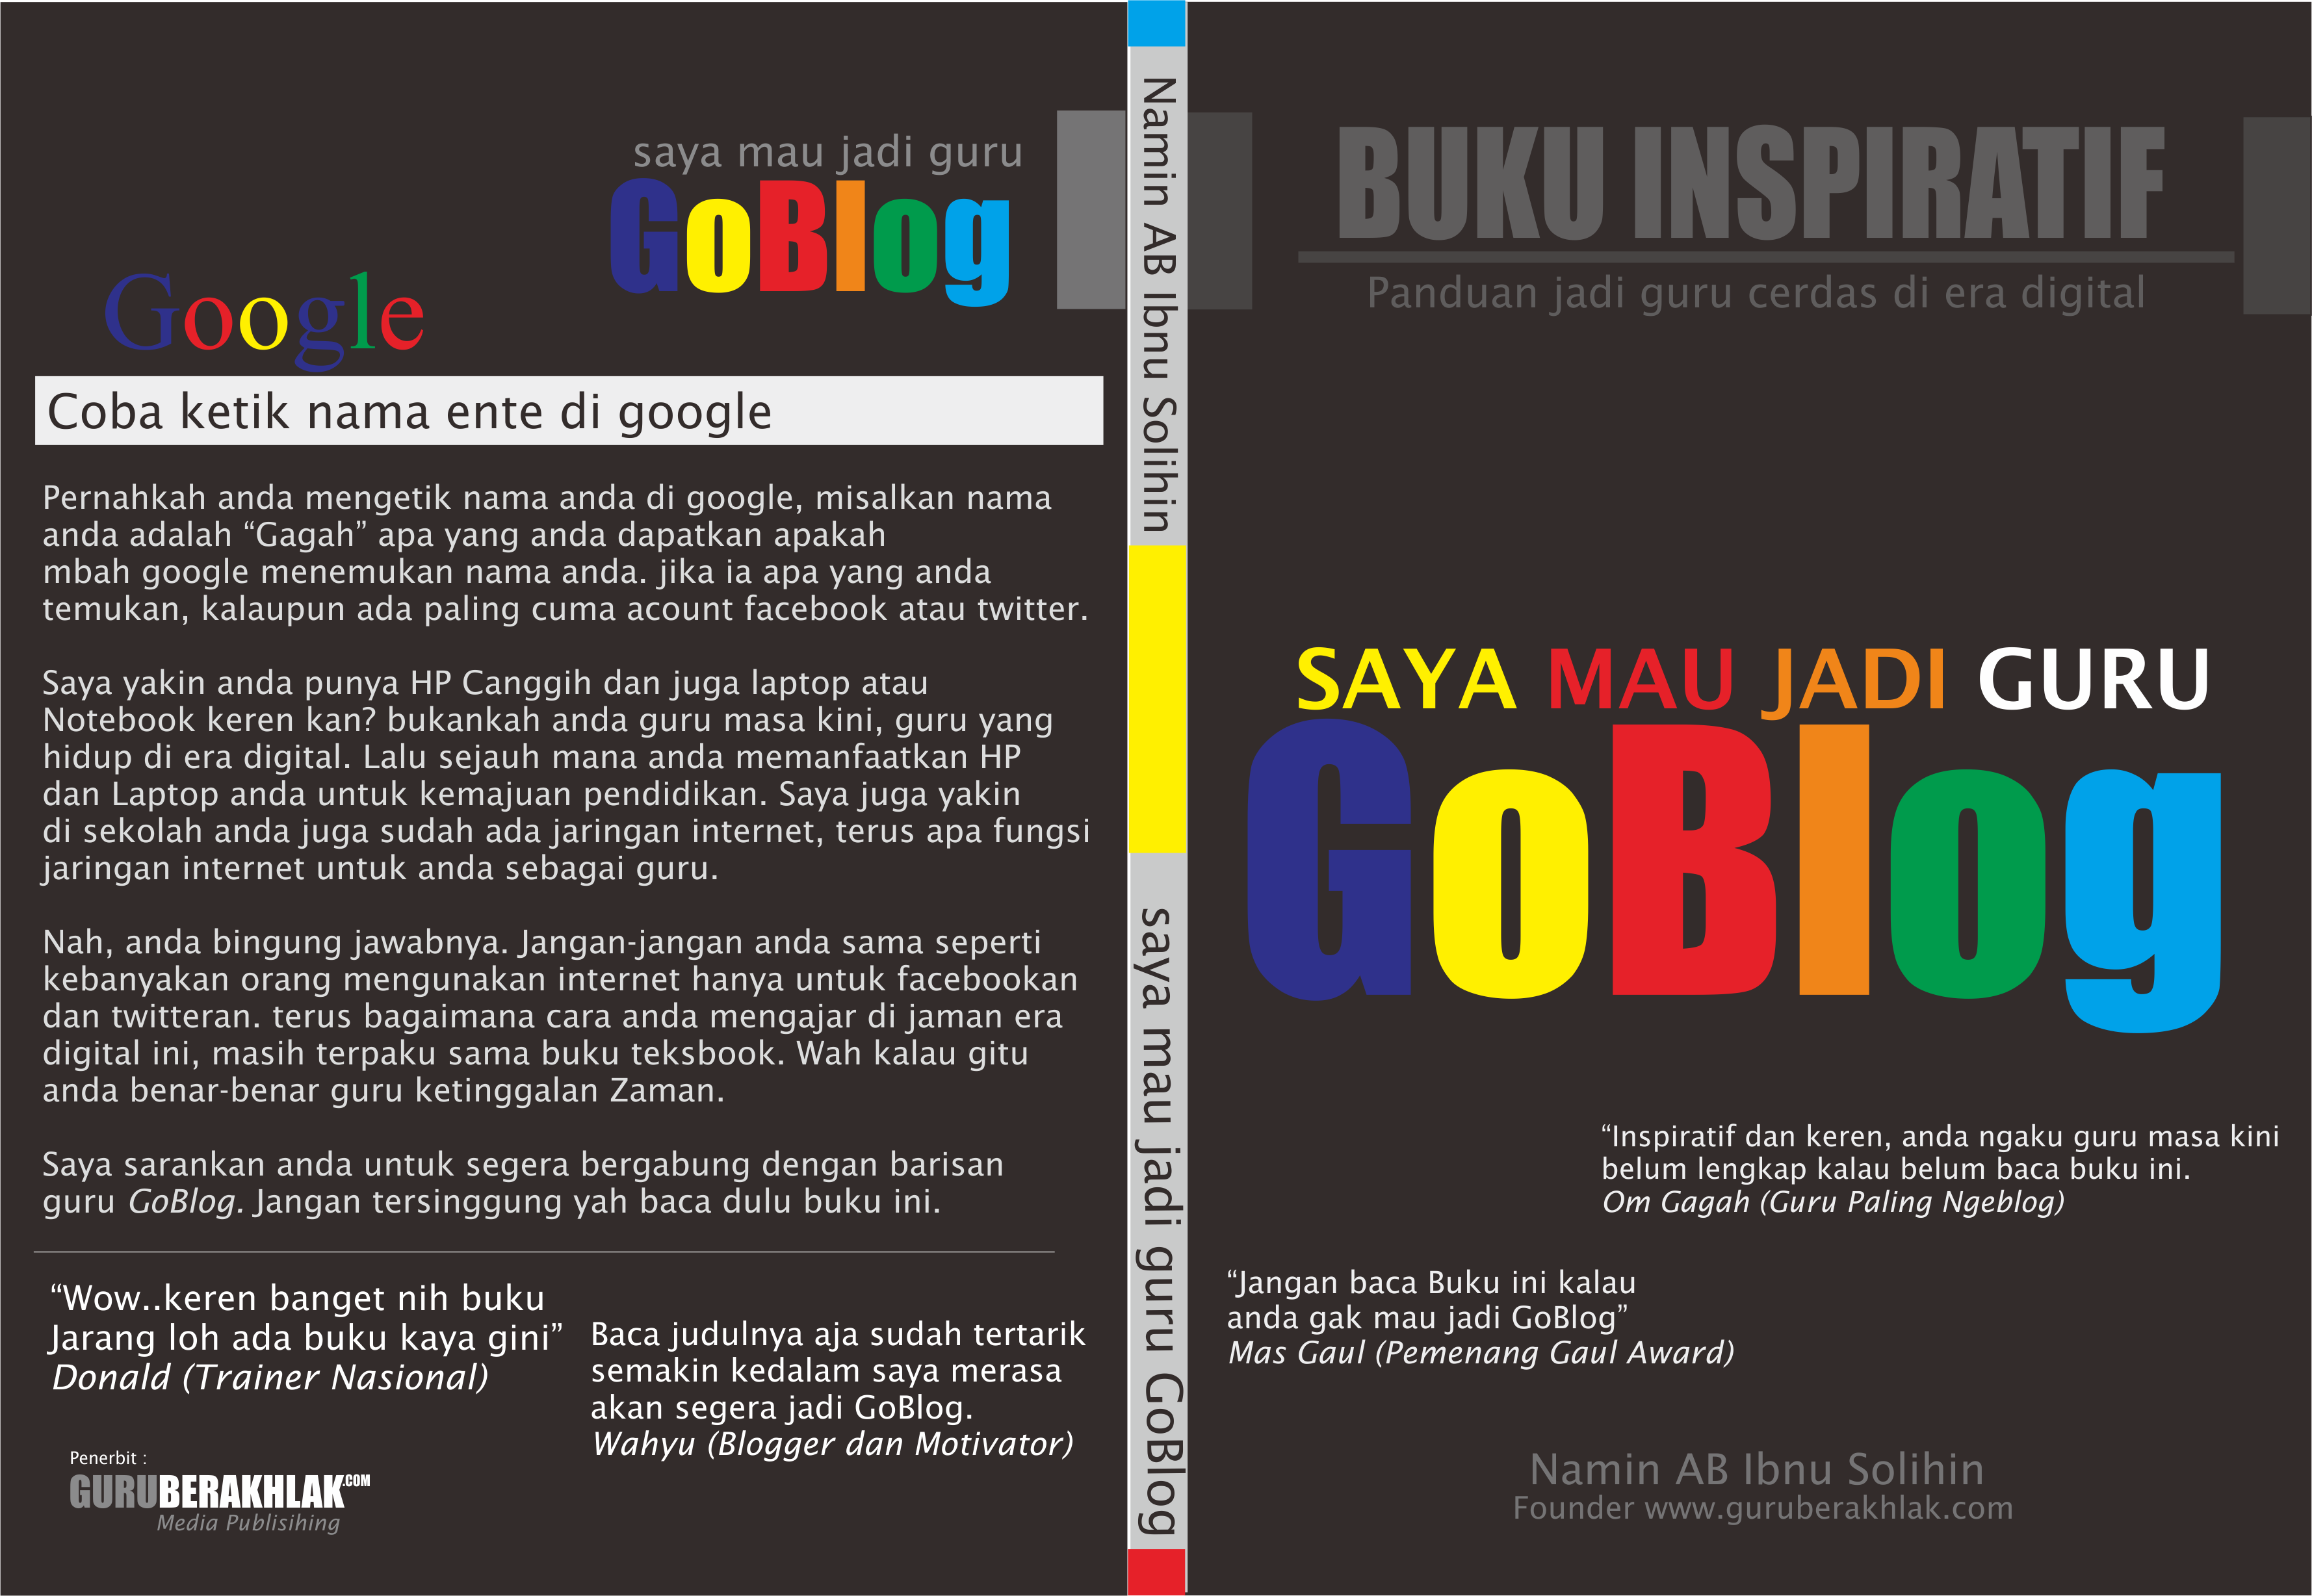 saya mau jadi guru
GoBlog
Google
Coba ketik nama ente di google
Pernahkah anda mengetik nama anda di google, misalkan nama
anda adalah “Gagah” apa yang anda dapatkan apakah
mbah google menemukan nama anda. jika ia apa yang anda
temukan, kalaupun ada paling cuma acount facebook atau twitter.
Saya yakin anda punya HP Canggih dan juga laptop atau
Notebook keren kan? bukankah anda guru masa kini, guru yang
hidup di era digital. Lalu sejauh mana anda memanfaatkan HP
dan Laptop anda untuk kemajuan pendidikan. Saya juga yakin
di sekolah anda juga sudah ada jaringan internet, terus apa fungsi
jaringan internet untuk anda sebagai guru.
Nah, anda bingung jawabnya. Jangan-jangan anda sama seperti
kebanyakan orang mengunakan internet hanya untuk facebookan
dan twitteran. terus bagaimana cara anda mengajar di jaman era
digital ini, masih terpaku sama buku teksbook. Wah kalau gitu
anda benar-benar guru ketinggalan Zaman.
Saya sarankan anda untuk segera bergabung dengan barisan
guru GoBlog. Jangan tersinggung yah baca dulu buku ini.
“Wow..keren banget nih buku
Jarang loh ada buku kaya gini”
Donald (Trainer Nasional)
Baca judulnya aja sudah tertarik
semakin kedalam saya merasa
akan segera jadi GoBlog.
Wahyu (Blogger dan Motivator)
Penerbit :
GURUBERAKHLAK.COM
Media Publisihing
Namin AB Ibnu Solihin
saya mau jadi guru GoBlog
BUKU INSPIRATIF
Panduan jadi guru cerdas di era digital
SAYA MAU JADI GURU
GoBlog
“Inspiratif dan keren, anda ngaku guru masa kini
belum lengkap kalau belum baca buku ini.
Om Gagah (Guru Paling Ngeblog)
“Jangan baca Buku ini kalau
anda gak mau jadi GoBlog”
Mas Gaul (Pemenang Gaul Award)
Namin AB Ibnu Solihin
Founder www.guruberakhlak.com